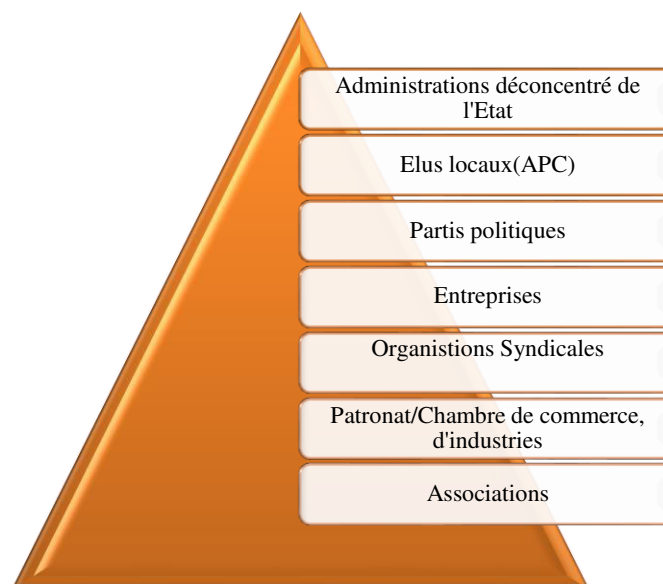 Administrations déconcentré de
l'Etat
Elus locaux(APC)
Partis politiques
Entreprises
Organistions Syndicales
Patronat/Chambre de commerce,
d'industries
Associations